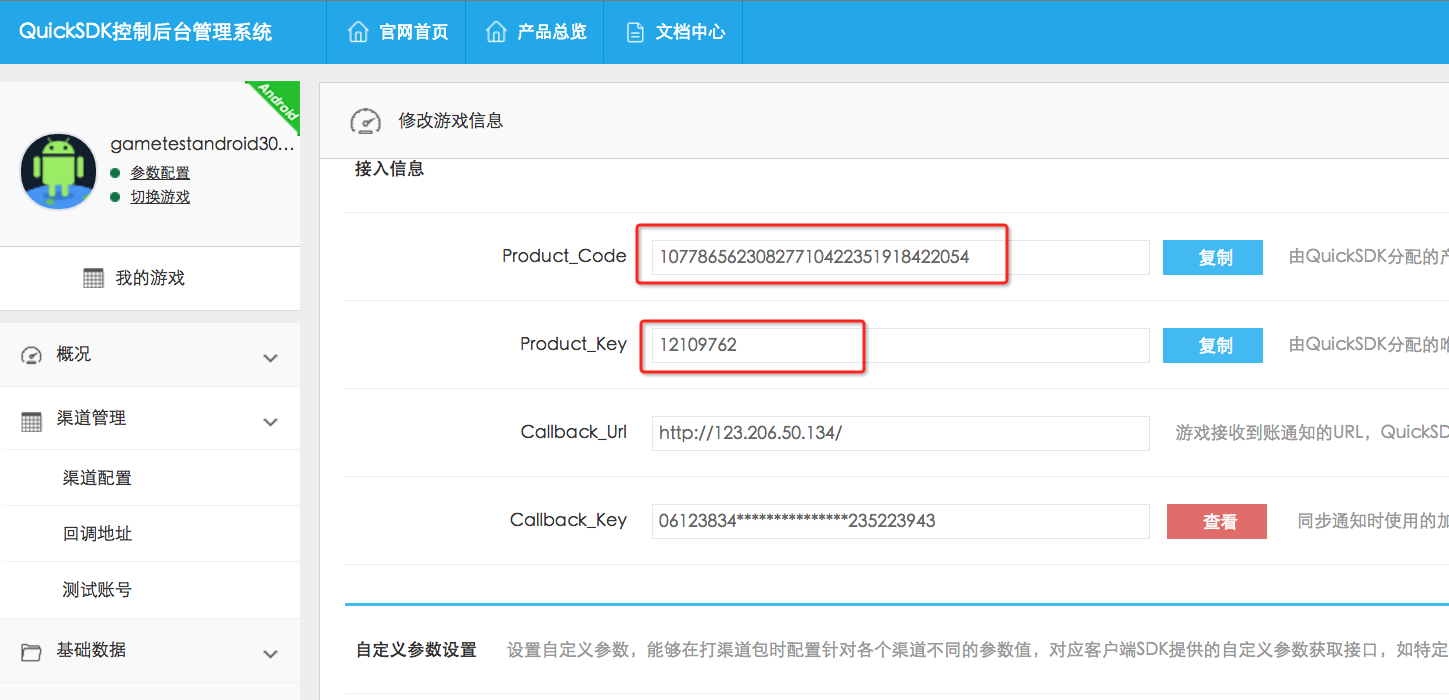 QuickSDK控制后台管理系统 官网首页 产品总览 文档中心
Android
gametestandroid30...
参数配置
切换游戏
我的游戏
概况
渠道管理
渠道配置
回调地址
测试账号
基础数据
修改游戏信息
接入信息
Product_Code 10778656230827710422351918422054 复制 由QuickSDK分配的产
Product_Key 12109762 复制 由QuickSDK分配的唯
Callback_Url http://123.206.50.134/ 游戏接收到账通知的URL，QuickSD
Callback_Key 06123834***************235223943 查看 同步通知时使用的加
自定义参数设置 设置自定义参数，能够在打渠道包时配置针对各个渠道不同的参数值，对应客户端SDK提供的自定义参数获取接口，如特定